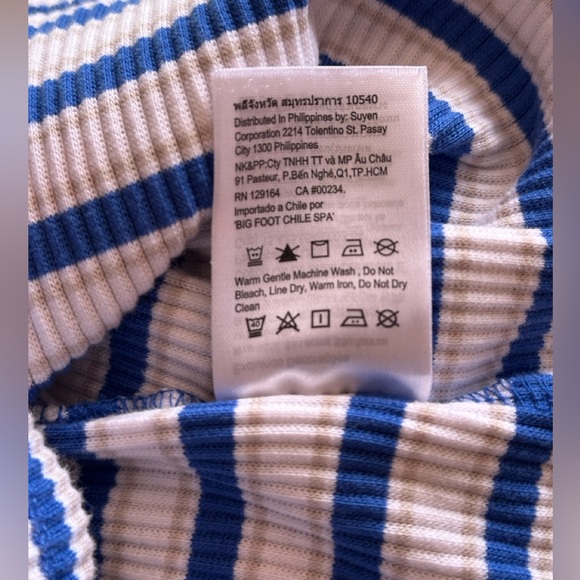 พลีจังหวัด สมุทรปราการ 10540
Distributed In Philippines by: Suyen
Corporation 2214 Tolentino St. Pasay
City 1300 Philippines
NK&PP:Cty TNHH TT và MP Âu Châu
91 Pasteur, P.Bến Nghé,Q1,TP.HCM
RN 129164 CA #00234.
Importado a Chile por
'BIG FOOT CHILE SPA'
Warm Gentle Machine Wash , Do Not
Bleach, Line Dry, Warm Iron, Do Not Dry
Clean
40